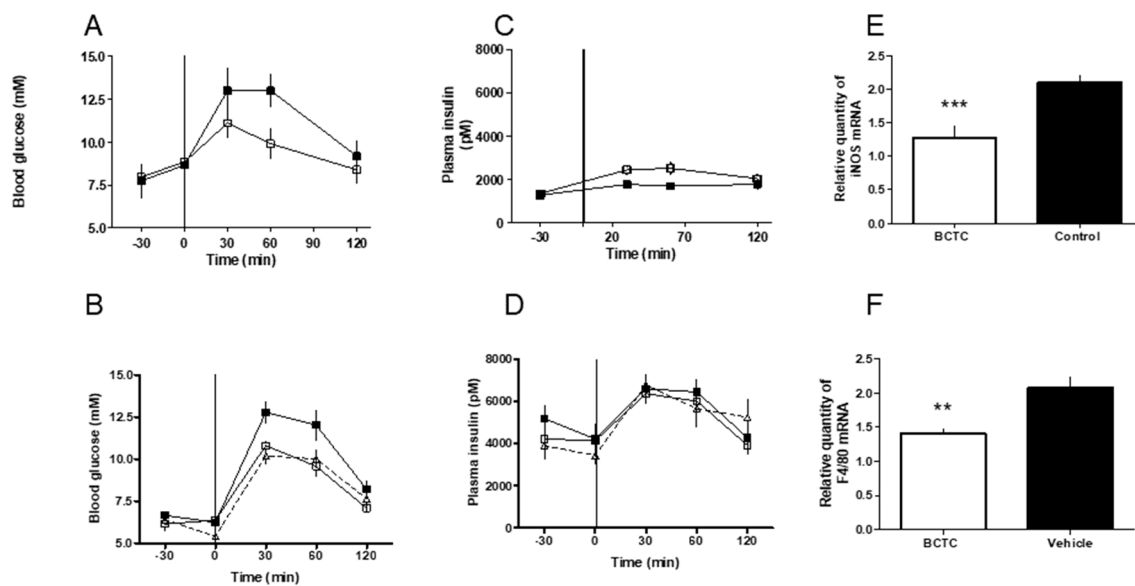 A
Blood glucose (mM)
15.0
12.5
10.0
7.5
5.0
-30 0 30 60 90 120
Time (min)
C
Plasma insulin
(pM)
8000
6000
4000
2000
0
-30 20 70 120
Time (min)
E
Relative quantity of
iNOS mRNA
2.5
2.0
1.5
1.0
0.5
0.0
***
BCTC Control
B
Blood glucose (mM)
15.0
12.5
10.0
7.5
5.0
-30 0 30 60 120
Time (min)
D
Plasma insulin (pM)
8000
6000
4000
2000
0
-30 0 30 60 120
Time (min)
F
Relative quantity of
F4/80 mRNA
2.5
2.0
1.5
1.0
0.5
0.0
**
BCTC Vehicle